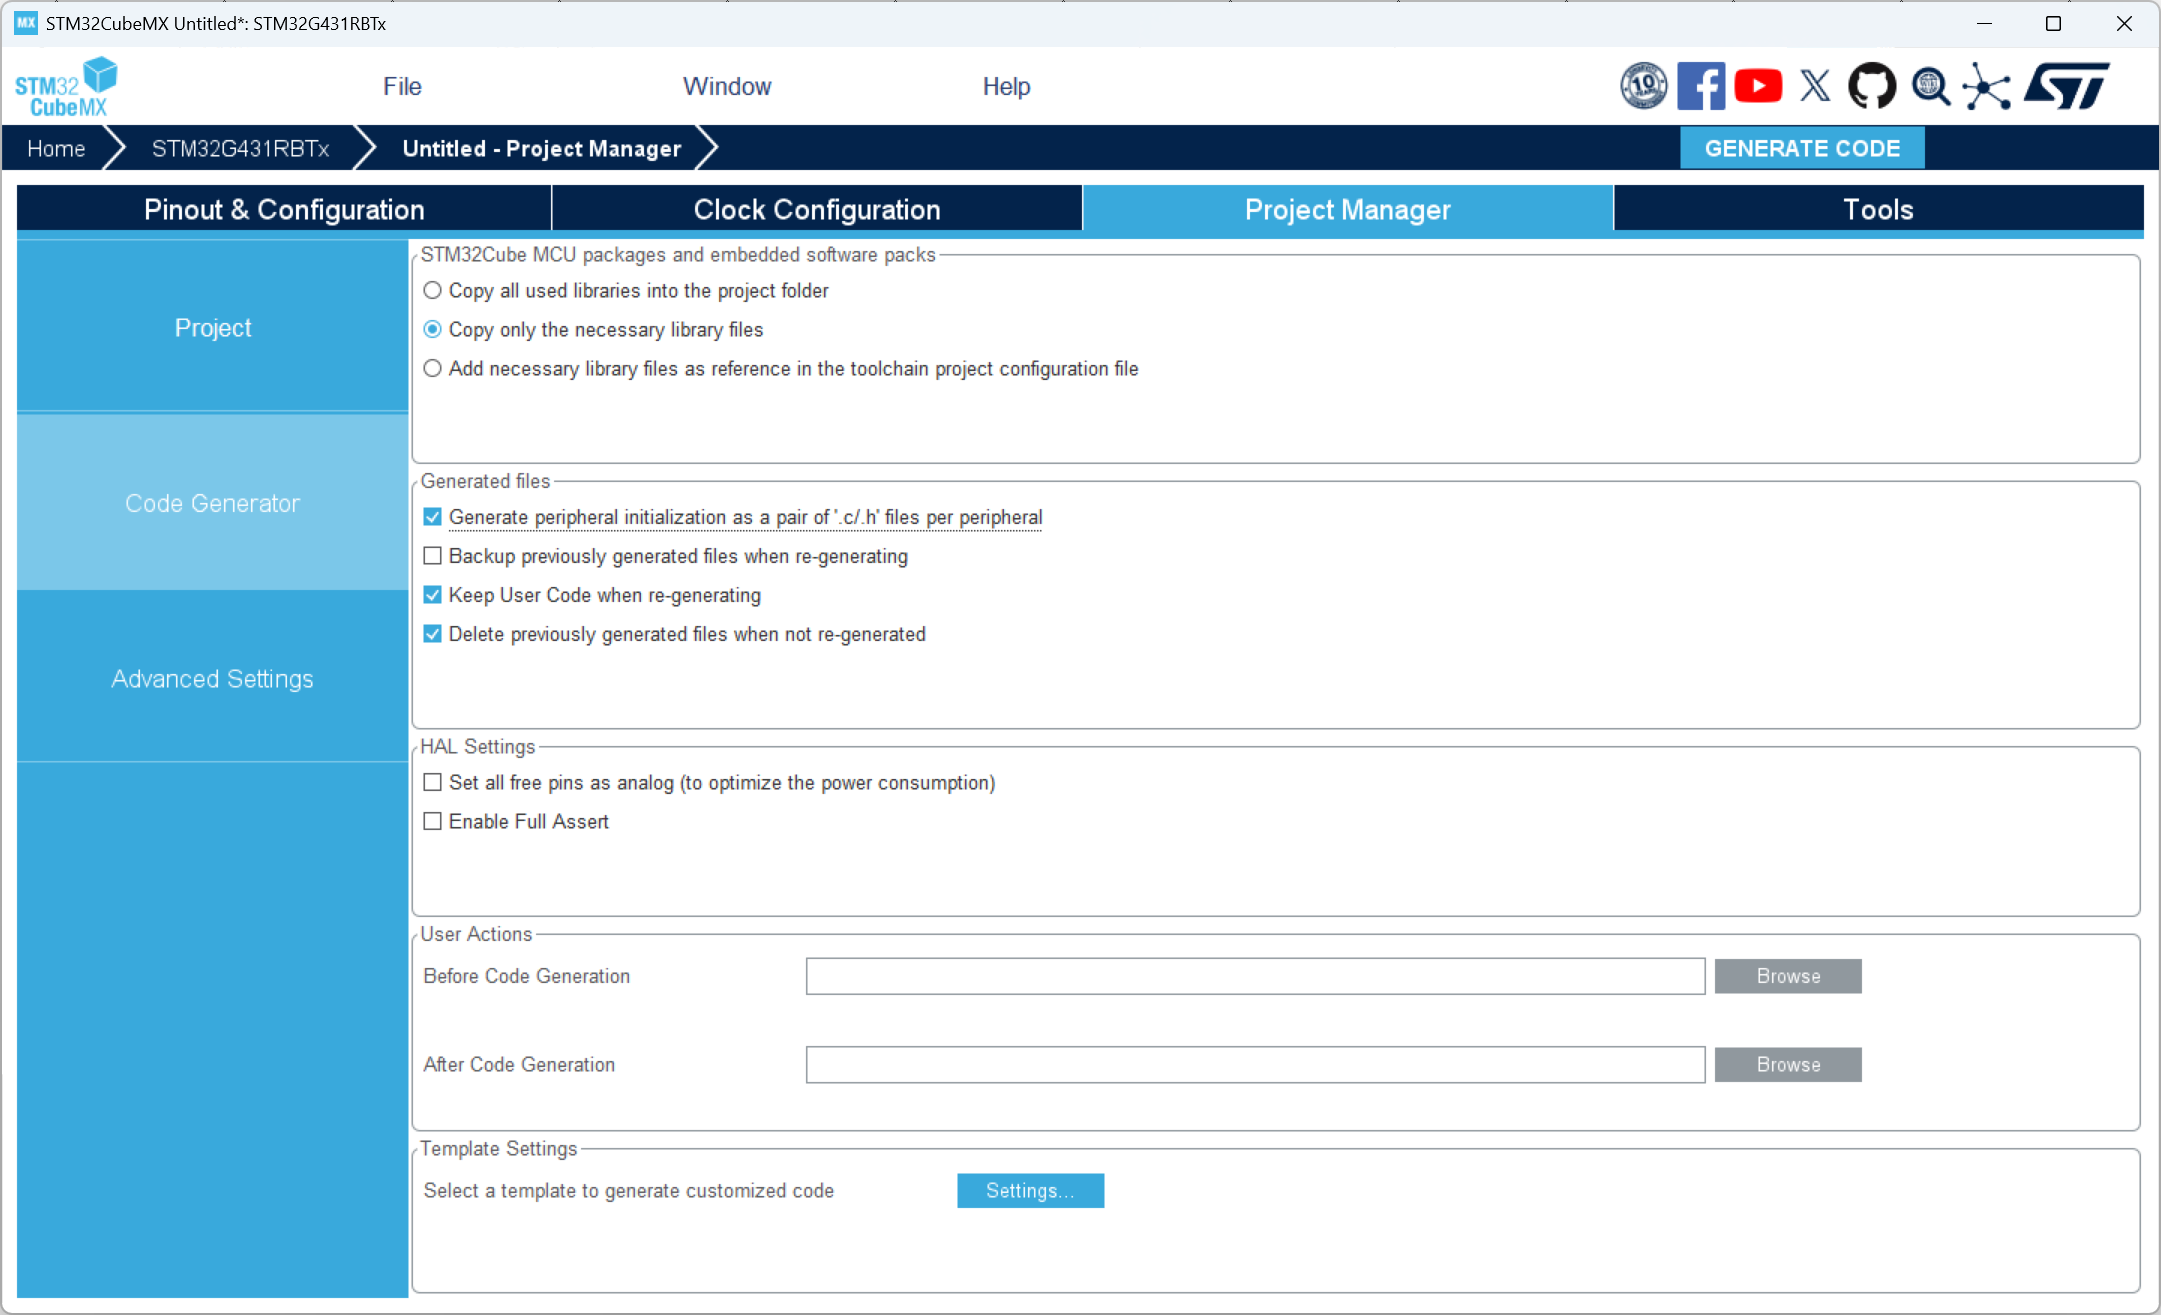 MX STM32CubeMX Untitled*: STM32G431RBTx
STM32
CubeMX
File
Window
Help
10
Home
STM32G431RBTx
Untitled - Project Manager
GENERATE CODE
Pinout & Configuration
Clock Configuration
Project Manager
Tools
Project
Code Generator
Advanced Settings
STM32Cube MCU packages and embedded software packs
Copy all used libraries into the project folder
Copy only the necessary library files
Add necessary library files as reference in the toolchain project configuration file
Generated files
Generate peripheral initialization as a pair of '.c/.h' files per peripheral
Backup previously generated files when re-generating
Keep User Code when re-generating
Delete previously generated files when not re-generated
HAL Settings
Set all free pins as analog (to optimize the power consumption)
Enable Full Assert
User Actions
Before Code Generation
Browse
After Code Generation
Browse
Template Settings
Select a template to generate customized code
Settings...